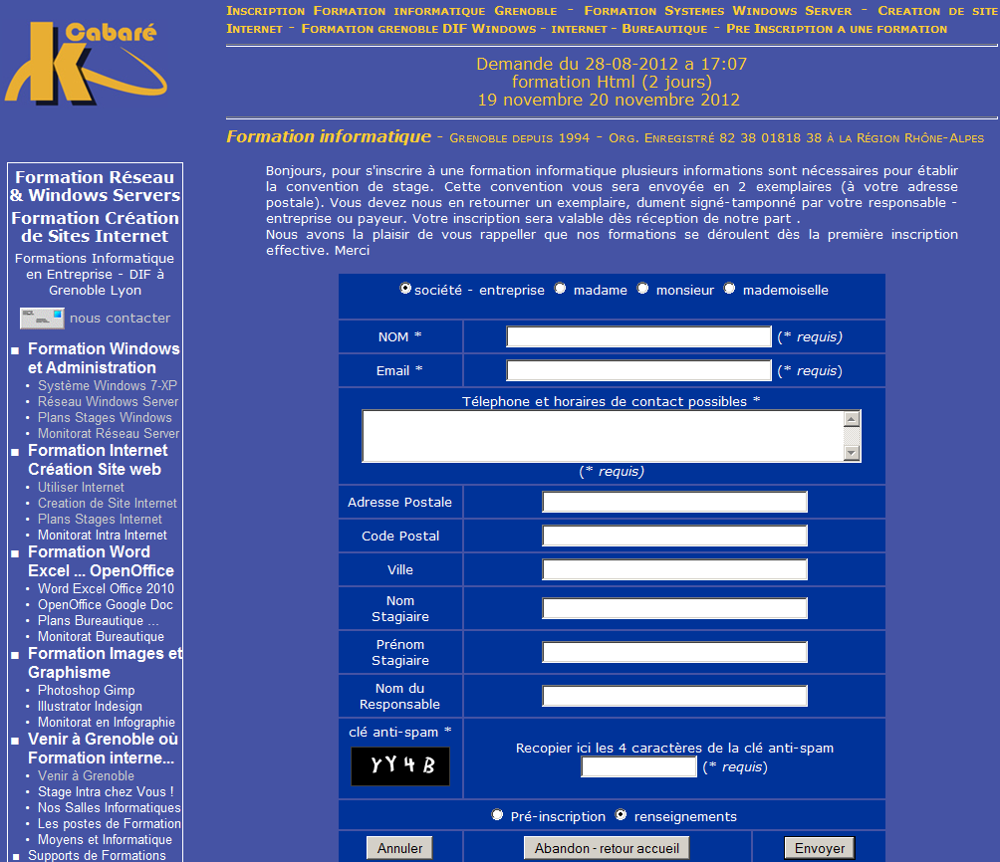 Cabaré
K
Inscription Formation informatique Grenoble - Formation Systemes Windows Server - Creation de site
Internet - Formation grenoble DIF Windows - internet - Bureautique - Pre Inscription a une formation
Demande du 28-08-2012 a 17:07
formation Html (2 jours)
19 novembre 20 novembre 2012
Formation informatique - Grenoble depuis 1994 - Org. Enregistré 82 38 01818 38 à la Région Rhône-Alpes
Formation Réseau
& Windows Servers
Formation Création
de Sites Internet
Formations Informatique
en Entreprise - DIF à
Grenoble Lyon
nous contacter
Formation Windows
et Administration
Système Windows 7-XP
Réseau Windows Server
Plans Stages Windows
Monitorat Réseau Server
Formation Internet
Création Site web
Utiliser Internet
Creation de Site Internet
Plans Stages Internet
Monitorat Intra Internet
Formation Word
Excel ... OpenOffice
Word Excel Office 2010
OpenOffice Google Doc
Plans Bureautique ...
Monitorat Bureautique
Formation Images et
Graphisme
Photoshop Gimp
Illustrator Indesign
Monitorat en Infographie
Venir à Grenoble où
Formation interne...
Venir à Grenoble
Stage Intra chez Vous !
Nos Salles Informatiques
Les postes de Formation
Moyens et Informatique
Supports de Formations
Bonjours, pour s'inscrire à une formation informatique plusieurs informations sont nécessaires pour établir
la convention de stage. Cette convention vous sera envoyée en 2 exemplaires (à votre adresse
postale). Vous devez nous en retourner un exemplaire, dument signé-tamponné par votre responsable -
entreprise ou payeur. Votre inscription sera valable dès réception de notre part .
Nous avons la plaisir de vous rappeller que nos formations se déroulent dès la première inscription
effective. Merci
société - entreprise madame monsieur mademoiselle
NOM * (* requis)
Email * (* requis)
Télephone et horaires de contact possibles *
(* requis)
Adresse Postale
Code Postal
Ville
Nom
Stagiaire
Prénom
Stagiaire
Nom du
Responsable
clé anti-spam *
YY4B
Recopier ici les 4 caractères de la clé anti-spam
(* requis)
Pré-inscription renseignements
Annuler Abandon - retour accueil Envoyer